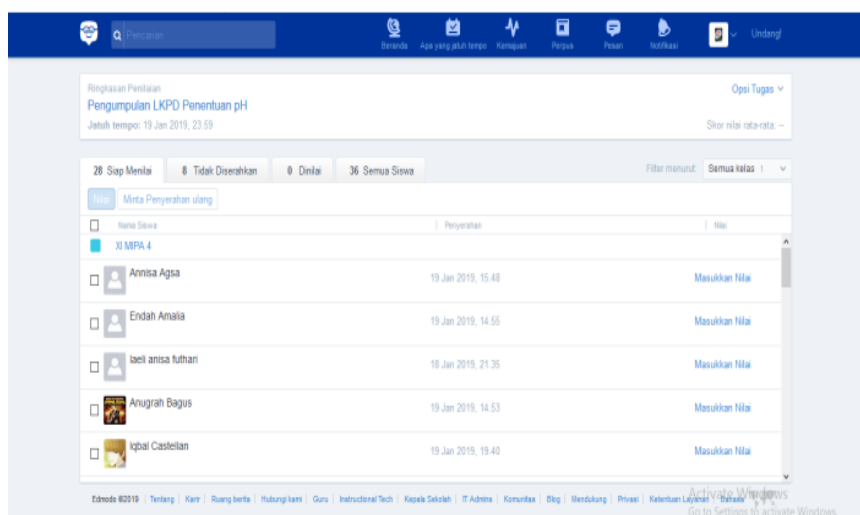 Pencarian
Beranda Apa yang jatuh tempo Kemajuan Perpus Pesan Notifikasi Undang!
Ringkasan Penilaian Opsi Tugas
Pengumpulan LKPD Penentuan pH
Jatuh tempo: 19 Jan 2019, 23.59 Skor nilai rata-rata: --
28 Siap Menilai 8 Tidak Diserahkan 0 Dinilai 36 Semua Siswa Filter menurut: Semua kelas
Nilai Minta Penyerahan ulang
Nama Siswa Penyerahan Nilai
XI MIPA 4
Annisa Agsa 19 Jan 2019, 15.48 Masukkan Nilai
Endah Amalia 19 Jan 2019, 14.55 Masukkan Nilai
laeli anisa futhari 18 Jan 2019, 21.35 Masukkan Nilai
Anugrah Bagus 19 Jan 2019, 14.53 Masukkan Nilai
Iqbal Castellan 19 Jan 2019, 19.40 Masukkan Nilai
Edmodo ©2019 | Tentang | Karir | Ruang berita | Hubungi kami | Guru | Instructional Tech | Kepala Sekolah | IT Admins | Komunitas | Blog | Mendukung | Privasi | Ketentuan Layanan | Bahasa
Activate Windows
Go to Settings to activate Windows.